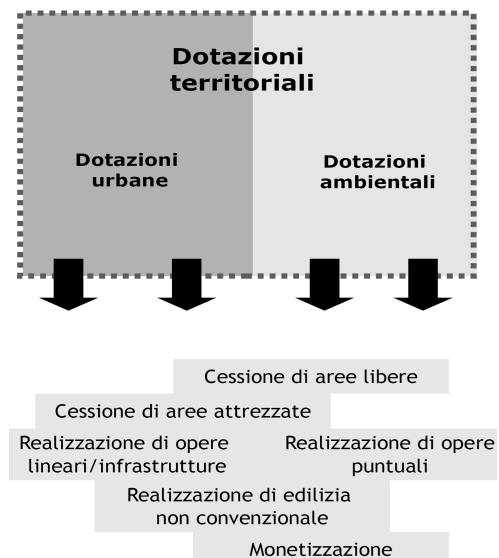 Dotazioni
territoriali
Dotazioni
urbane
Dotazioni
ambientali
Cessione di aree libere
Cessione di aree attrezzate
Realizzazione di opere
lineari/infrastrutture
Realizzazione di opere
puntuali
Realizzazione di edilizia
non convenzionale
Monetizzazione